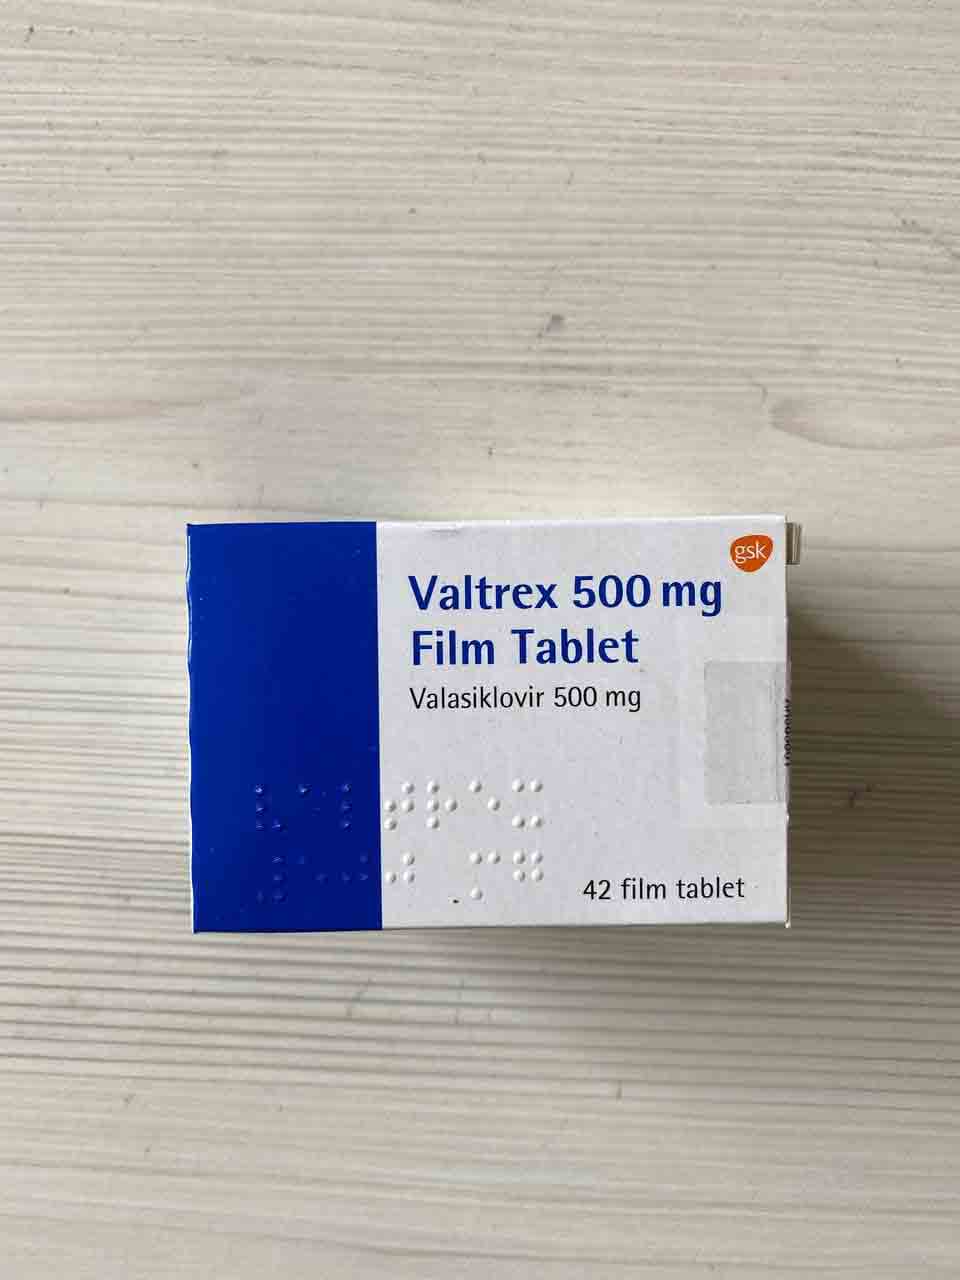 gsk
Valtrex 500 mg
Film Tablet
Valasiklovir 500 mg
42 film tablet